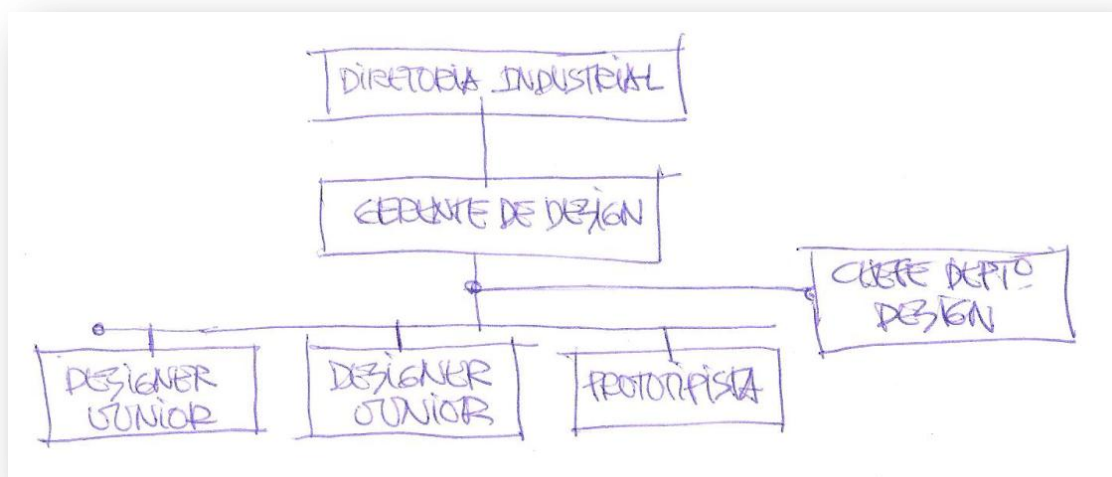 DIRETORIA INDUSTRIAL
GERENTE DE DESIGN
CHEFE DEPTº
DESIGN
DESIGNER
JUNIOR
DESIGNER
JUNIOR
PROTOTIPISTA